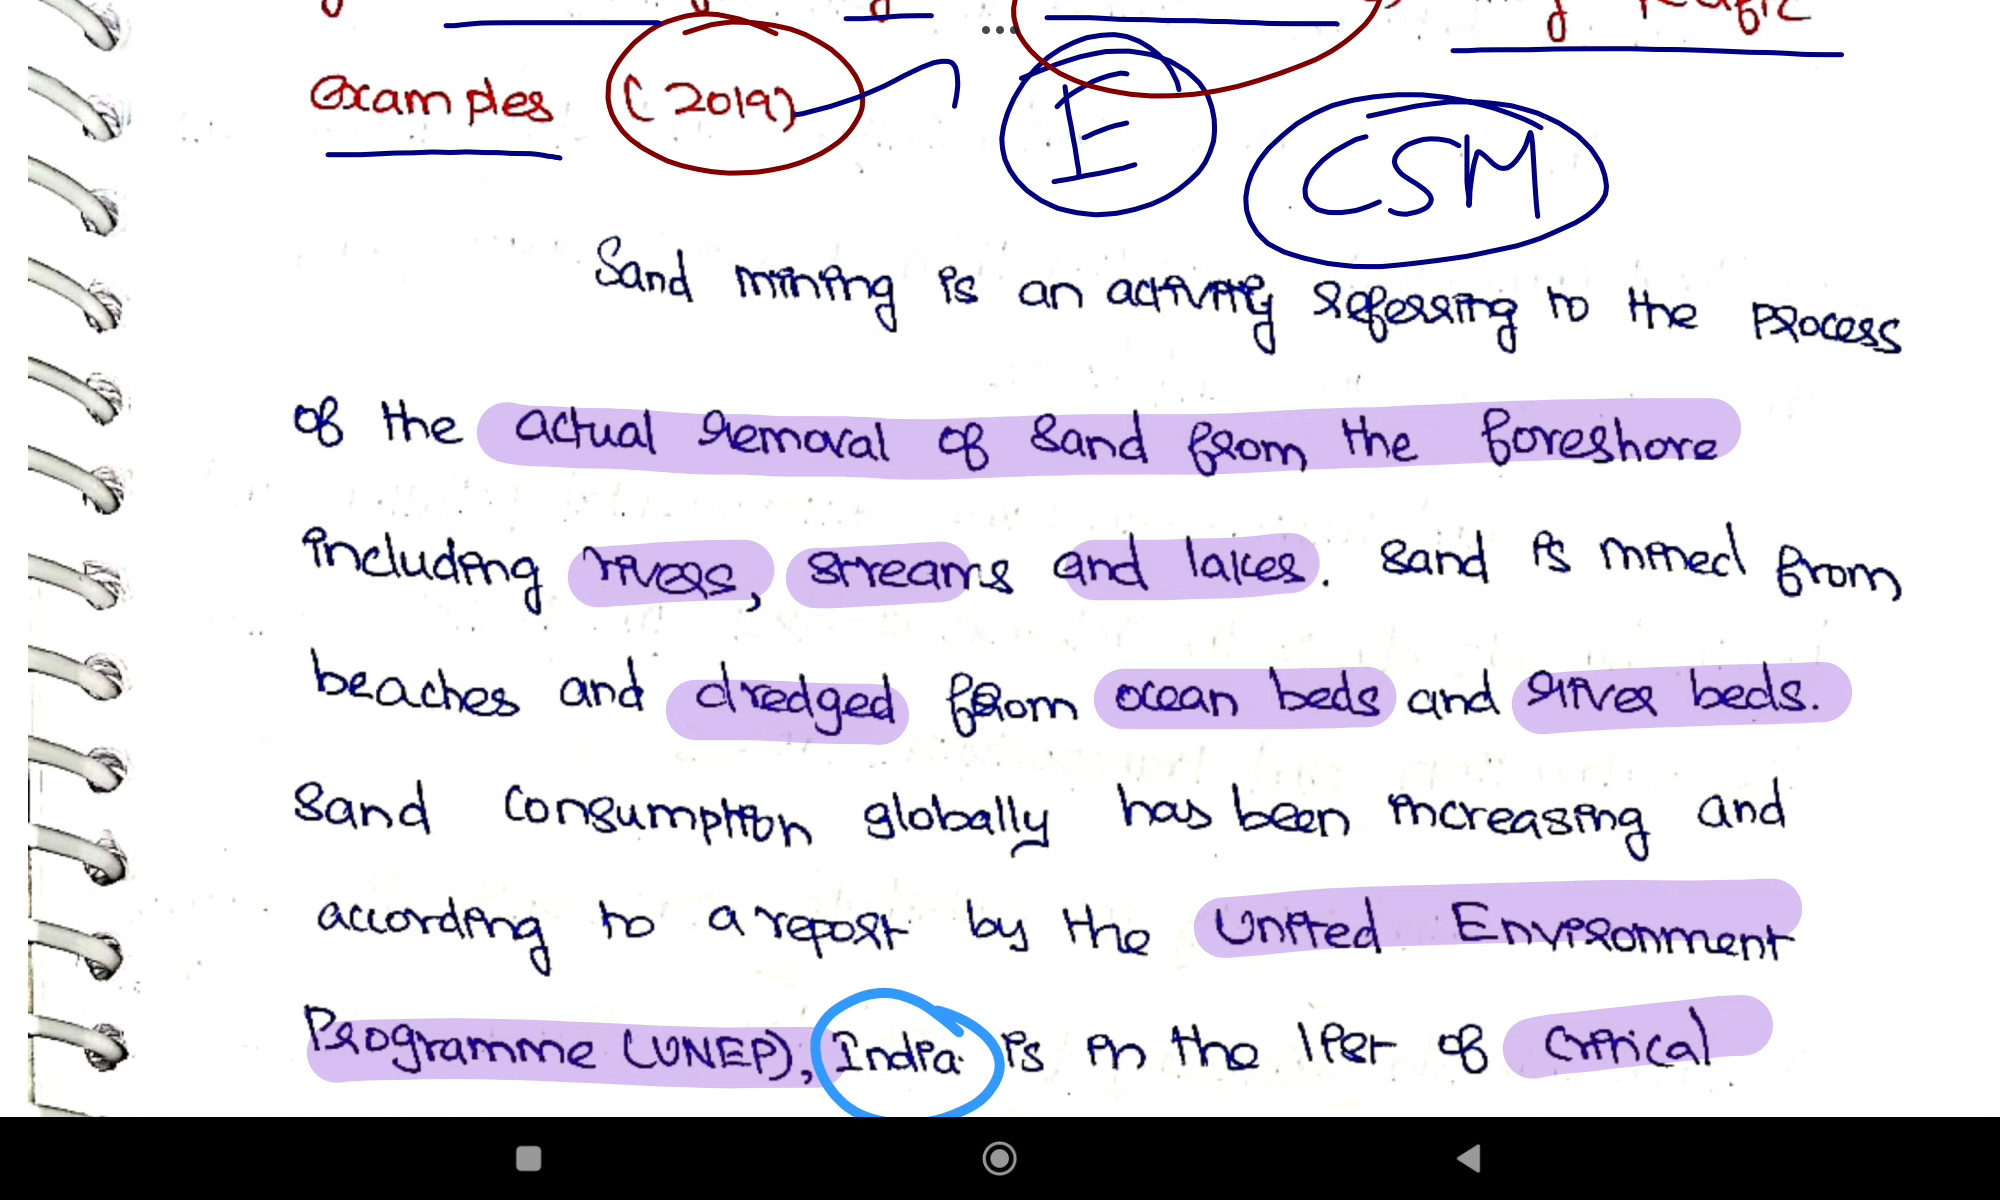 examples (2019)
E
CSM
Sand mining is an activity referring to the process
of the actual removal of sand from the foreshore
including rivers, streams and lakes. Sand is mined from
beaches and dredged from ocean beds and river beds.
Sand consumption globally has been increasing and
according to a report by the United Environment
Programme (UNEP), India is in the list of critical